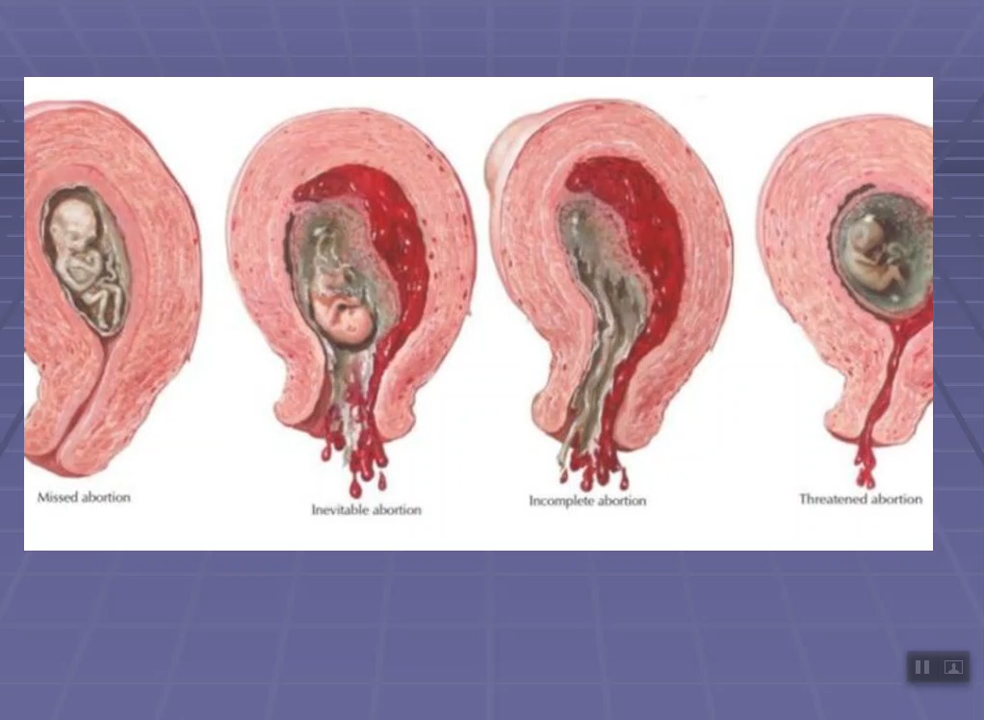 Missed abortion
Inevitable abortion
Incomplete abortion
Threatened abortion